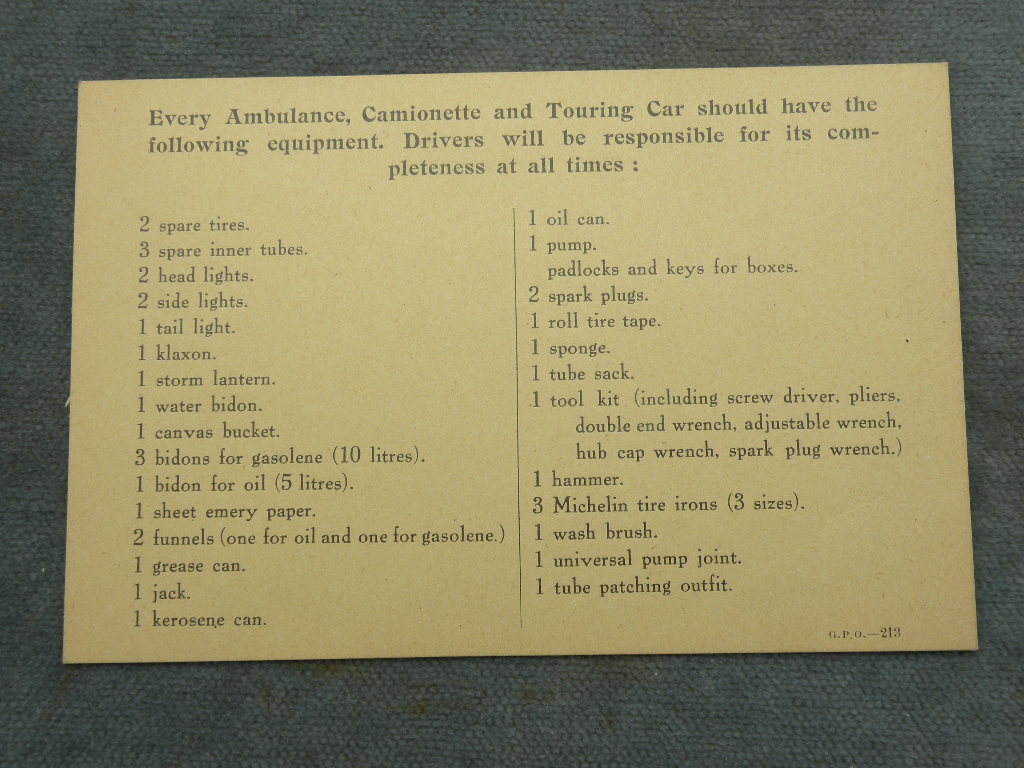 Every Ambulance, Camionette and Touring Car should have the
following equipment. Drivers will be responsible for its com-
pleteness at all times :
2 spare tires.
3 spare inner tubes.
2 head lights.
2 side lights.
1 tail light.
1 klaxon.
1 storm lantern.
1 water bidon.
1 canvas bucket.
3 bidons for gasolene (10 litres).
1 bidon for oil (5 litres).
1 sheet emery paper.
2 funnels (one for oil and one for gasolene.)
1 grease can.
1 jack.
1 kerosene can.
1 oil can.
1 pump.
padlocks and keys for boxes.
2 spark plugs.
1 roll tire tape.
1 sponge.
1 tube sack.
1 tool kit (including screw driver, pliers,
double end wrench, adjustable wrench,
hub cap wrench, spark plug wrench.)
1 hammer.
3 Michelin tire irons (3 sizes).
1 wash brush.
1 universal pump joint.
1 tube patching outfit.
G.P.O.—213